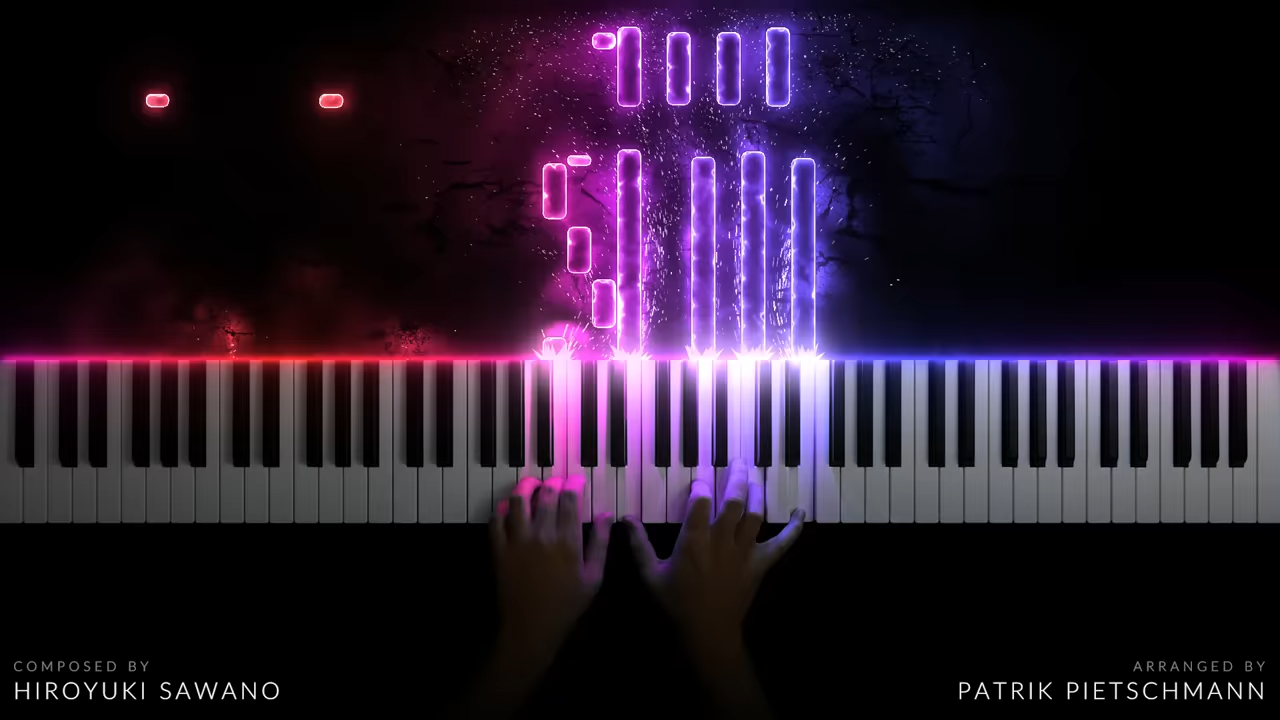 COMPOSED BY
HIROYUKI SAWANO
ARRANGED BY
PATRIK PIETSCHMANN